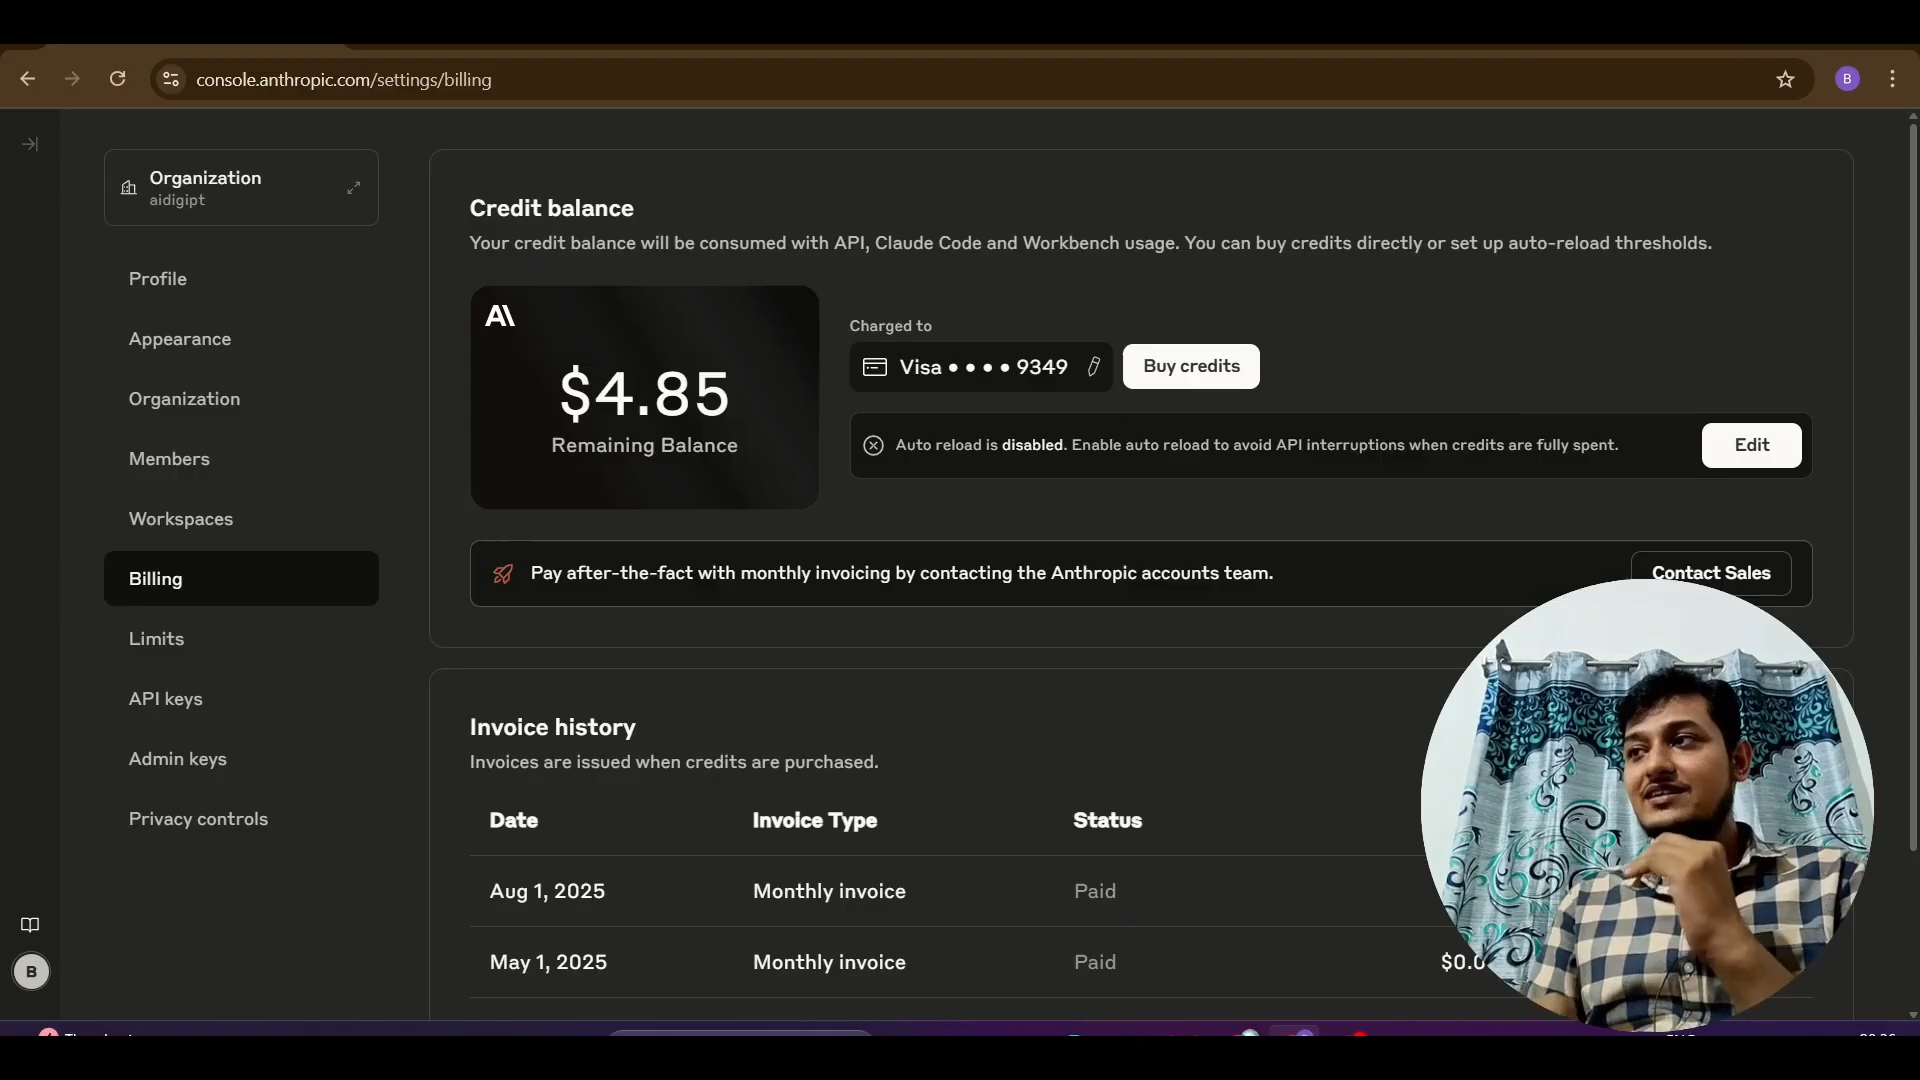 console.anthropic.com/settings/billing
B
Organization
aidigipt
Profile
Appearance
Organization
Members
Workspaces
Billing
Limits
API keys
Admin keys
Privacy controls
B
Credit balance
Your credit balance will be consumed with API, Claude Code and Workbench usage. You can buy credits directly or set up auto-reload thresholds.
A\
$4.85
Remaining Balance
Charged to
Visa • • • • 9349
Buy credits
Auto reload is disabled. Enable auto reload to avoid API interruptions when credits are fully spent.
Edit
Pay after-the-fact with monthly invoicing by contacting the Anthropic accounts team.
Contact Sales
Invoice history
Invoices are issued when credits are purchased.
Date Invoice Type Status
Aug 1, 2025 Monthly invoice Paid
May 1, 2025 Monthly invoice Paid